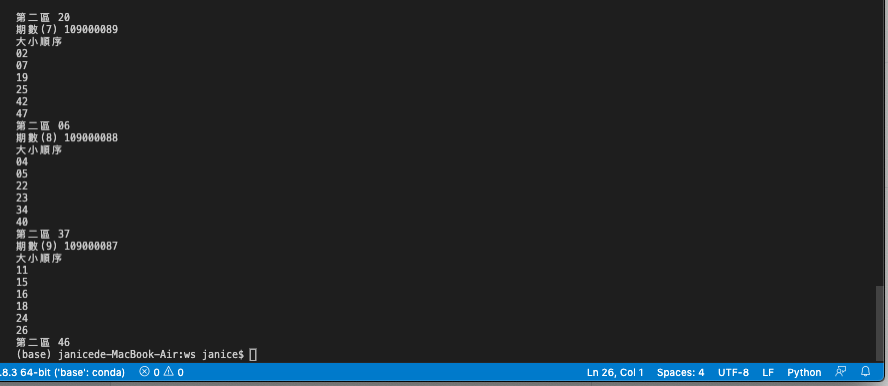 第二區 20
期數(7) 109000089
大小順序
02
07
19
25
42
47
第二區 06
期數(8) 109000088
大小順序
04
05
22
23
34
40
第二區 37
期數(9) 109000087
大小順序
11
15
16
18
24
26
第二區 46
(base) janicede-MacBook-Air:ws janice$
.8.3 64-bit ('base': conda) 0 0 Ln 26, Col 1 Spaces: 4 UTF-8 LF Python